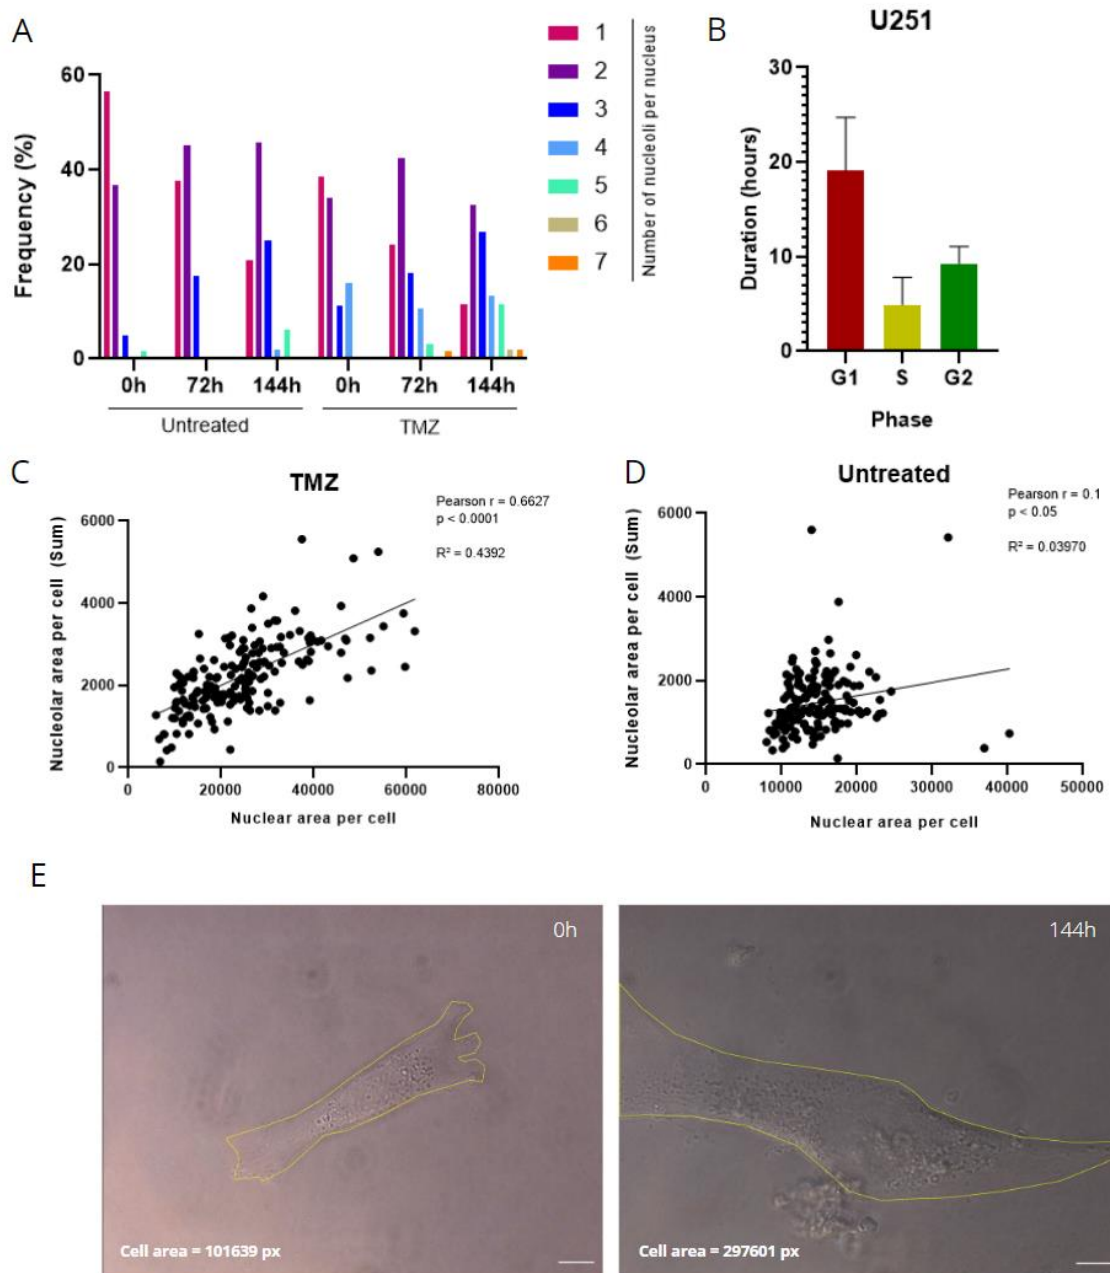 A
Frequency (%)
60
40
20
0
0h 72h 144h 0h 72h 144h
Untreated TMZ
1
2
3
4
5
6
7
Number of nucleoli per nucleus
B
U251
Duration (hours)
30
20
10
0
G1 S G2
Phase
C
TMZ
Pearson r = 0.6627
p < 0.0001
R² = 0.4392
Nucleolar area per cell (Sum)
6000
4000
2000
0
0 20000 40000 60000 80000
Nuclear area per cell
D
Untreated
Pearson r = 0.1
p < 0.05
R² = 0.03970
Nucleolar area per cell (Sum)
6000
4000
2000
0
0 10000 20000 30000 40000 50000
Nuclear area per cell
E
0h
Cell area = 101639 px
144h
Cell area = 297601 px